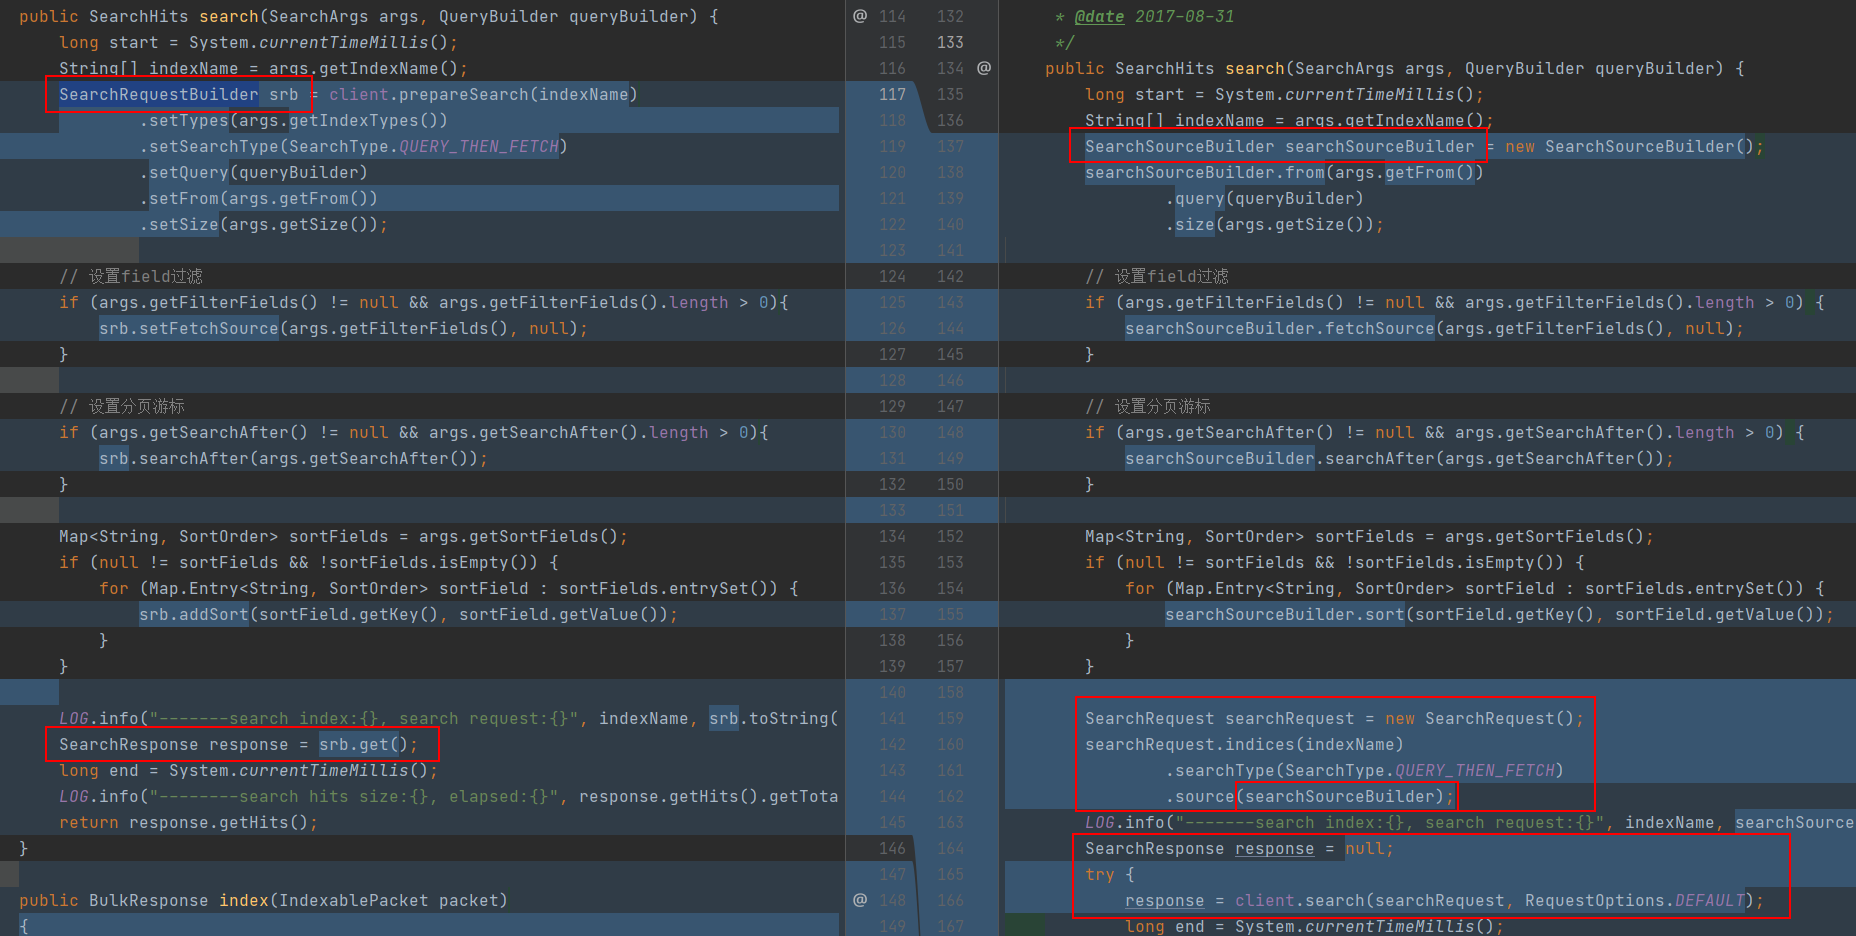 public SearchHits search(SearchArgs args, QueryBuilder queryBuilder) {
    long start = System.currentTimeMillis();
    String[] indexName = args.getIndexName();
    SearchRequestBuilder srb = client.prepareSearch(indexName)
            .setTypes(args.getIndexTypes())
            .setSearchType(SearchType.QUERY_THEN_FETCH)
            .setQuery(queryBuilder)
            .setFrom(args.getFrom())
            .setSize(args.getSize());
    // 设置field过滤
    if (args.getFilterFields() != null && args.getFilterFields().length > 0){
        srb.setFetchSource(args.getFilterFields(), null);
    }
    // 设置分页游标
    if (args.getSearchAfter() != null && args.getSearchAfter().length > 0){
        srb.searchAfter(args.getSearchAfter());
    }
    Map<String, SortOrder> sortFields = args.getSortFields();
    if (null != sortFields && !sortFields.isEmpty()) {
        for (Map.Entry<String, SortOrder> sortField : sortFields.entrySet()) {
            srb.addSort(sortField.getKey(), sortField.getValue());
        }
    }
    LOG.info("-------search index:{}, search request:{}", indexName, srb.toString(
    SearchResponse response = srb.get();
    long end = System.currentTimeMillis();
    LOG.info("--------search hits size:{}, elapsed:{}", response.getHits().getTota
    return response.getHits();
}
public BulkResponse index(IndexablePacket packet)
{
@ 114 132
115 133
116 134 @
117 135
118 136
119 137
120 138
121 139
122 140
123 141
124 142
125 143
126 144
127 145
128 146
129 147
130 148
131 149
132 150
133 151
134 152
135 153
136 154
137 155
138 156
139 157
140 158
141 159
142 160
143 161
144 162
145 163
146 164
147 165
@ 148 166
149 167
 * @date 2017-08-31
 */
public SearchHits search(SearchArgs args, QueryBuilder queryBuilder) {
    long start = System.currentTimeMillis();
    String[] indexName = args.getIndexName();
    SearchSourceBuilder searchSourceBuilder = new SearchSourceBuilder();
    searchSourceBuilder.from(args.getFrom())
            .query(queryBuilder)
            .size(args.getSize());
    // 设置field过滤
    if (args.getFilterFields() != null && args.getFilterFields().length > 0) {
        searchSourceBuilder.fetchSource(args.getFilterFields(), null);
    }
    // 设置分页游标
    if (args.getSearchAfter() != null && args.getSearchAfter().length > 0) {
        searchSourceBuilder.searchAfter(args.getSearchAfter());
    }
    Map<String, SortOrder> sortFields = args.getSortFields();
    if (null != sortFields && !sortFields.isEmpty()) {
        for (Map.Entry<String, SortOrder> sortField : sortFields.entrySet()) {
            searchSourceBuilder.sort(sortField.getKey(), sortField.getValue());
        }
    }
    SearchRequest searchRequest = new SearchRequest();
    searchRequest.indices(indexName)
            .searchType(SearchType.QUERY_THEN_FETCH)
            .source(searchSourceBuilder);
    LOG.info("-------search index:{}, search request:{}", indexName, searchSource
    SearchResponse response = null;
    try {
        response = client.search(searchRequest, RequestOptions.DEFAULT);
        long end = System.currentTimeMillis();